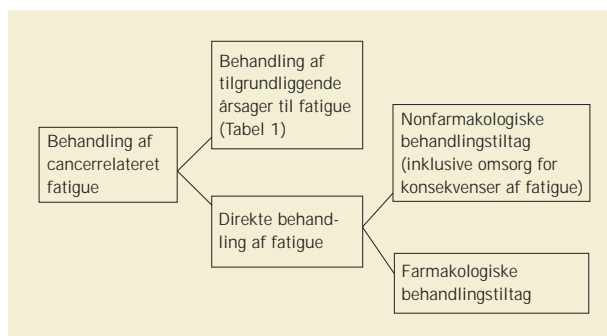 Behandling af
cancerrelateret
fatigue
Behandling af
tilgrundliggende
årsager til fatigue
(Tabel 1)
Direkte behand-
ling af fatigue
Nonfarmakologiske
behandlingstiltag
(inklusive omsorg for
konsekvenser af fatigue)
Farmakologiske
behandlingstiltag